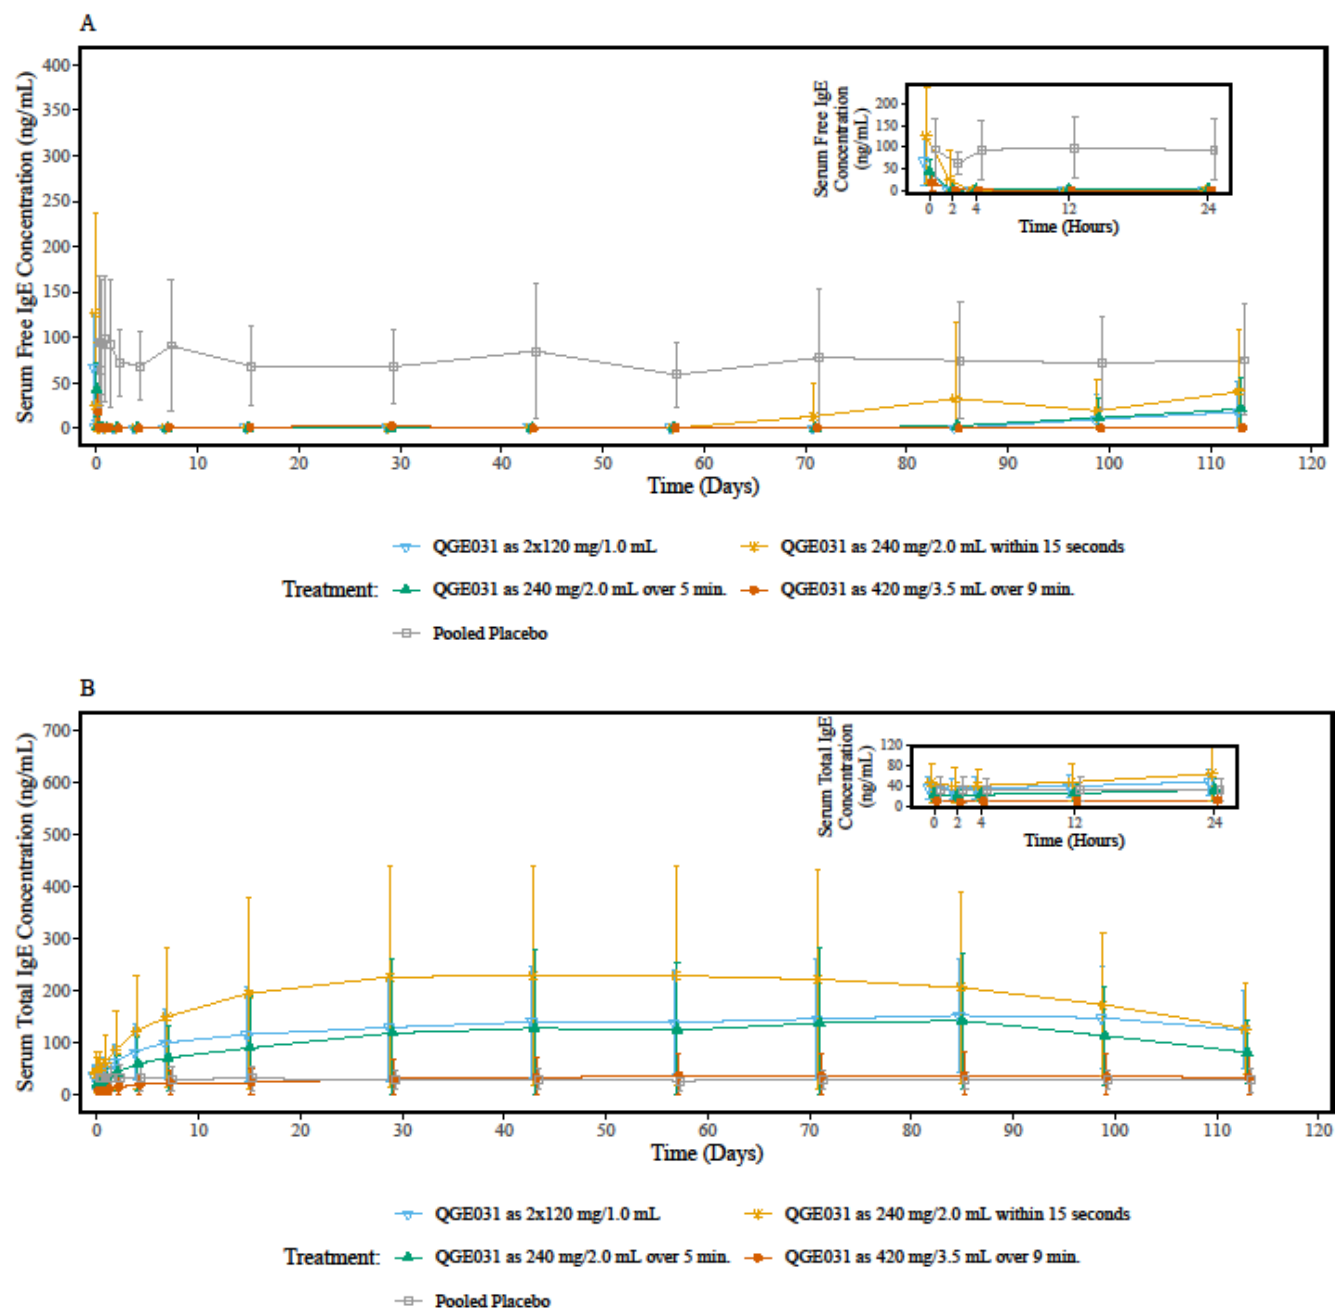 A
Serum Free IgE Concentration (ng/mL)
400
350
300
250
200
150
100
50
0
0 10 20 30 40 50 60 70 80 90 100 110 120
Time (Days)
Serum Free IgE
Concentration
(ng/mL)
200
150
100
50
0
0 2 4 12 24
Time (Hours)
QGE031 as 2x120 mg/1.0 mL QGE031 as 240 mg/2.0 mL within 15 seconds
Treatment: QGE031 as 240 mg/2.0 mL over 5 min. QGE031 as 420 mg/3.5 mL over 9 min.
Pooled Placebo
B
Serum Total IgE Concentration (ng/mL)
700
600
500
400
300
200
100
0
0 10 20 30 40 50 60 70 80 90 100 110 120
Time (Days)
Serum Total IgE
Concentration
(ng/mL)
120
80
40
0
0 2 4 12 24
Time (Hours)
QGE031 as 2x120 mg/1.0 mL QGE031 as 240 mg/2.0 mL within 15 seconds
Treatment: QGE031 as 240 mg/2.0 mL over 5 min. QGE031 as 420 mg/3.5 mL over 9 min.
Pooled Placebo